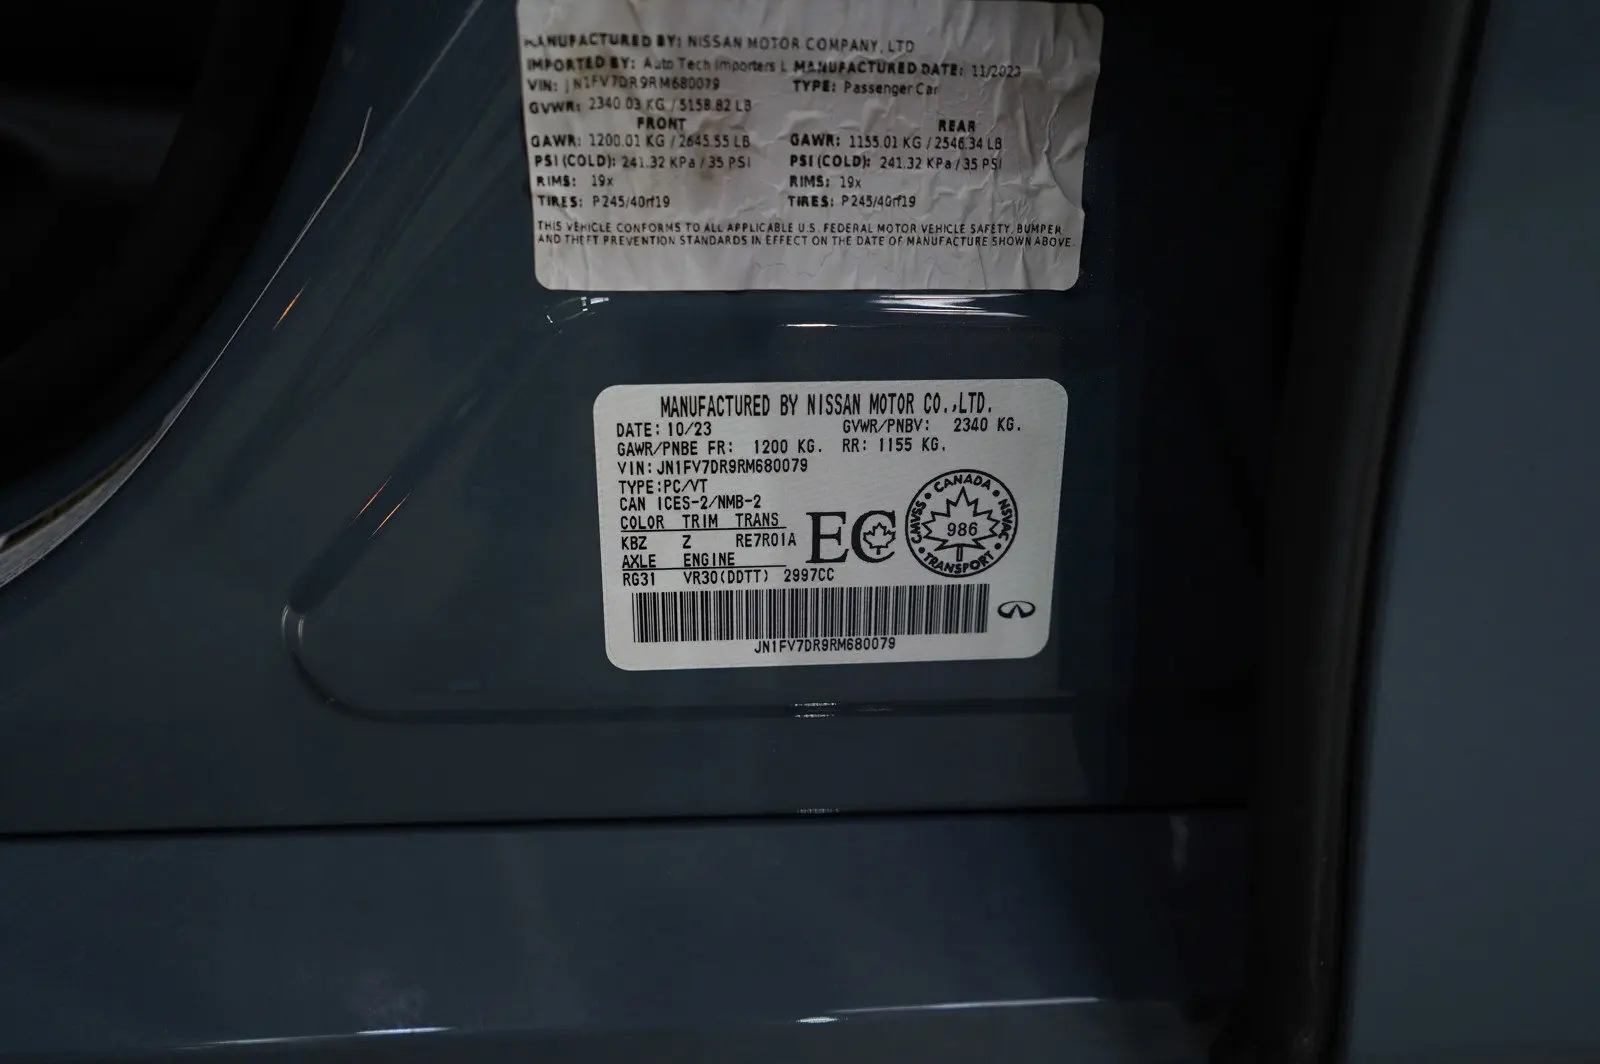 MANUFACTURED BY: NISSAN MOTOR COMPANY, LTD
IMPORTED BY: Auto Tech Importers L MANUFACTURED DATE: 11/2023
VIN: JN1FV7DR9RM680079 TYPE: Passenger Car
GVWR: 2340.03 KG / 5158.82 LB
FRONT REAR
GAWR: 1200.01 KG / 2645.55 LB GAWR: 1155.01 KG / 2546.34 LB
PSI (COLD): 241.32 KPa / 35 PSI PSI (COLD): 241.32 KPa / 35 PSI
RIMS: 19x RIMS: 19x
TIRES: P245/40rf19 TIRES: P245/40rf19
THIS VEHICLE CONFORMS TO ALL APPLICABLE U.S. FEDERAL MOTOR VEHICLE SAFETY, BUMPER
AND THEFT PREVENTION STANDARDS IN EFFECT ON THE DATE OF MANUFACTURE SHOWN ABOVE.
MANUFACTURED BY NISSAN MOTOR CO.,LTD.
DATE: 10/23 GVWR/PNBV: 2340 KG.
GAWR/PNBE FR: 1200 KG. RR: 1155 KG.
VIN: JN1FV7DR9RM680079
TYPE:PC/VT
CAN ICES-2/NMB-2
COLOR TRIM TRANS
KBZ Z RE7R01A
AXLE ENGINE
RG31 VR30(DDTT) 2997CC
EC
CANADA
CMVSS NSVAC
986
TRANSPORT
JN1FV7DR9RM680079